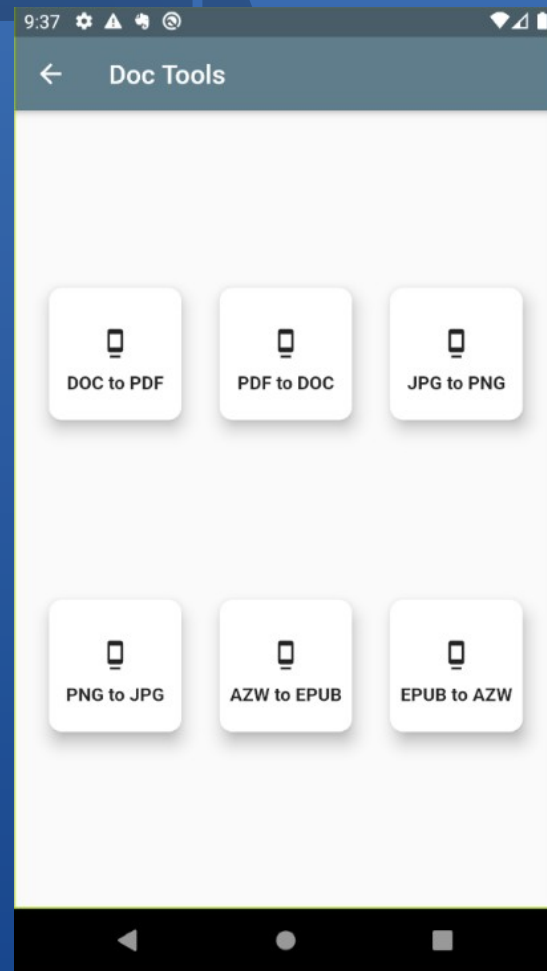 9:37
Doc Tools
DOC to PDF
PDF to DOC
JPG to PNG
PNG to JPG
AZW to EPUB
EPUB to AZW